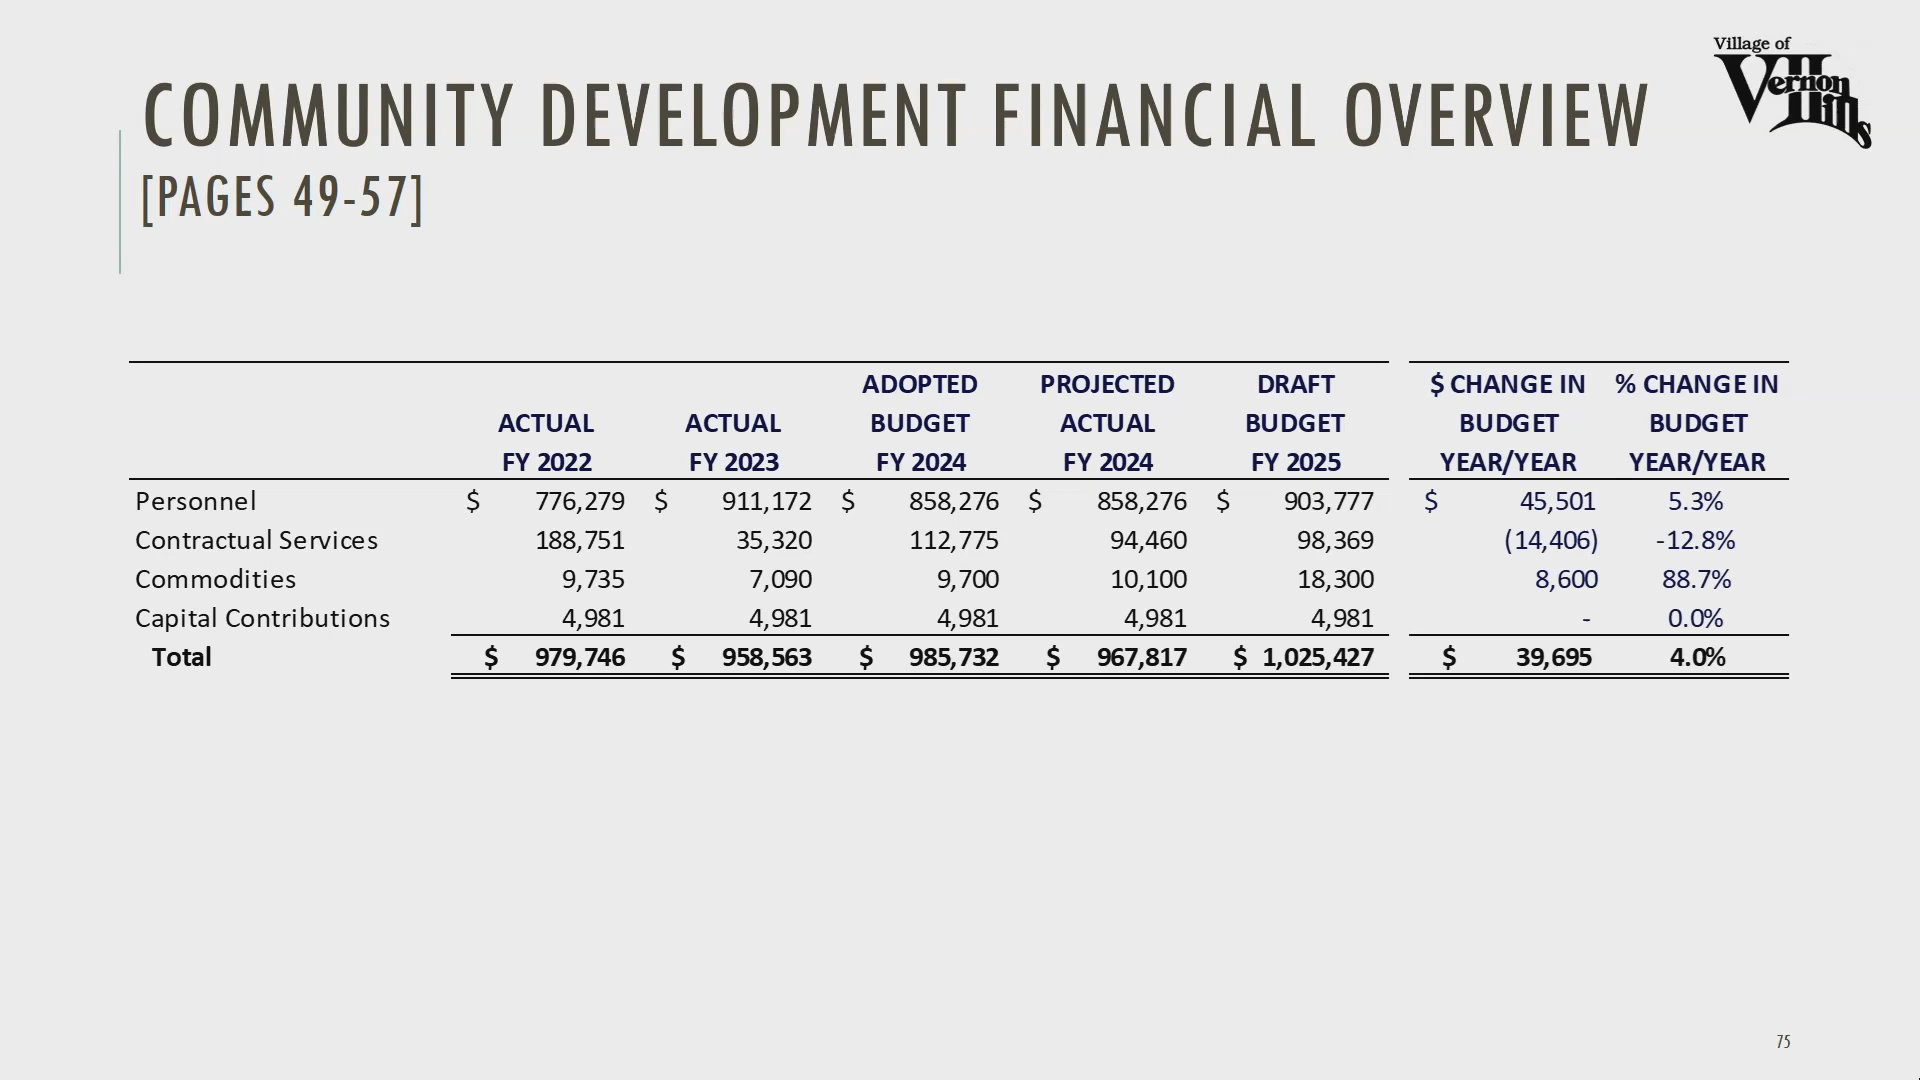 Village of
Vernon
Hills
COMMUNITY DEVELOPMENT FINANCIAL OVERVIEW
[PAGES 49-57]
ADOPTED PROJECTED DRAFT $ CHANGE IN % CHANGE IN
ACTUAL ACTUAL BUDGET ACTUAL BUDGET BUDGET BUDGET
FY 2022 FY 2023 FY 2024 FY 2024 FY 2025 YEAR/YEAR YEAR/YEAR
Personnel $ 776,279 $ 911,172 $ 858,276 $ 858,276 $ 903,777 $ 45,501 5.3%
Contractual Services 188,751 35,320 112,775 94,460 98,369 (14,406) -12.8%
Commodities 9,735 7,090 9,700 10,100 18,300 8,600 88.7%
Capital Contributions 4,981 4,981 4,981 4,981 4,981 - 0.0%
Total $ 979,746 $ 958,563 $ 985,732 $ 967,817 $ 1,025,427 $ 39,695 4.0%
75